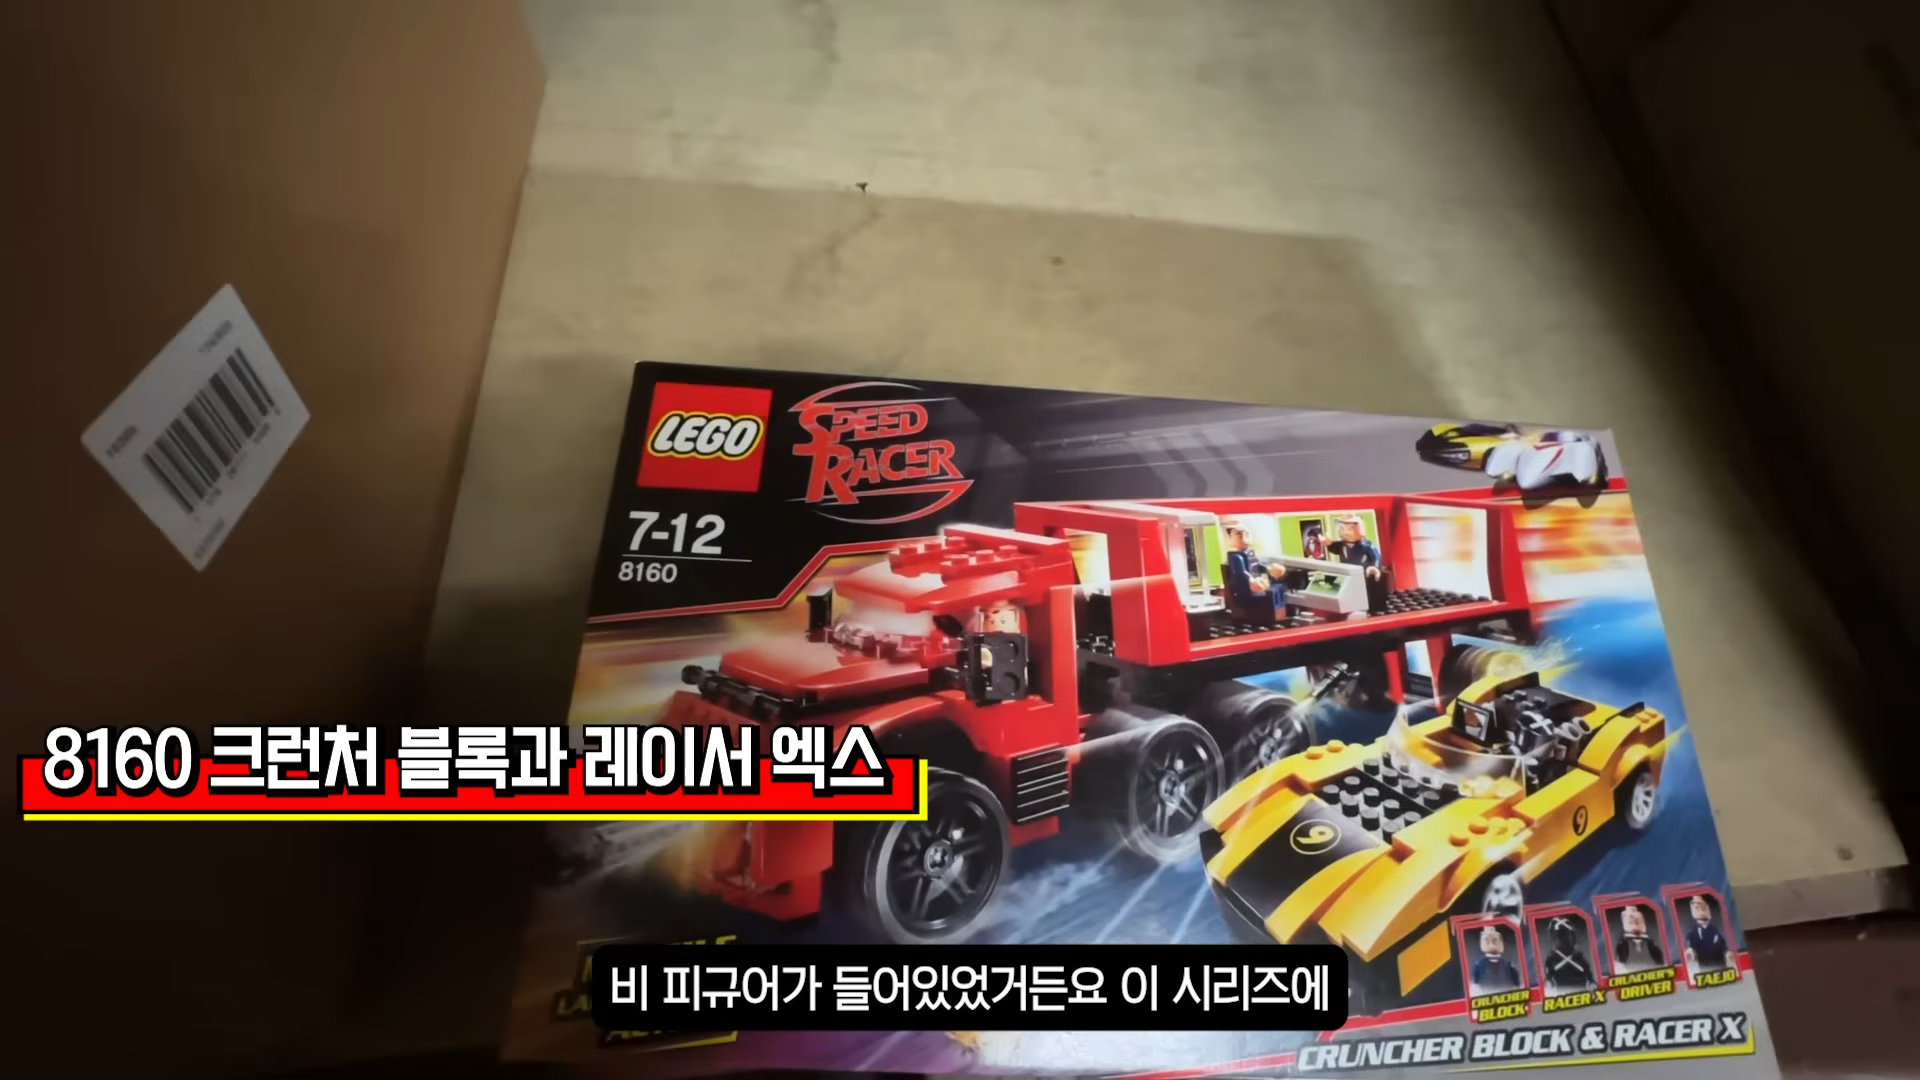 LEGO
SPEED
RACER
7-12
8160
8160 크런처 블록과 레이서 엑스
9
9
비 피규어가 들어있었거든요 이 시리즈에
CRUNCHER
BLOCK
RACER X
CRUNCHER'S
DRIVER
TAEJO
CRUNCHER BLOCK & RACER X